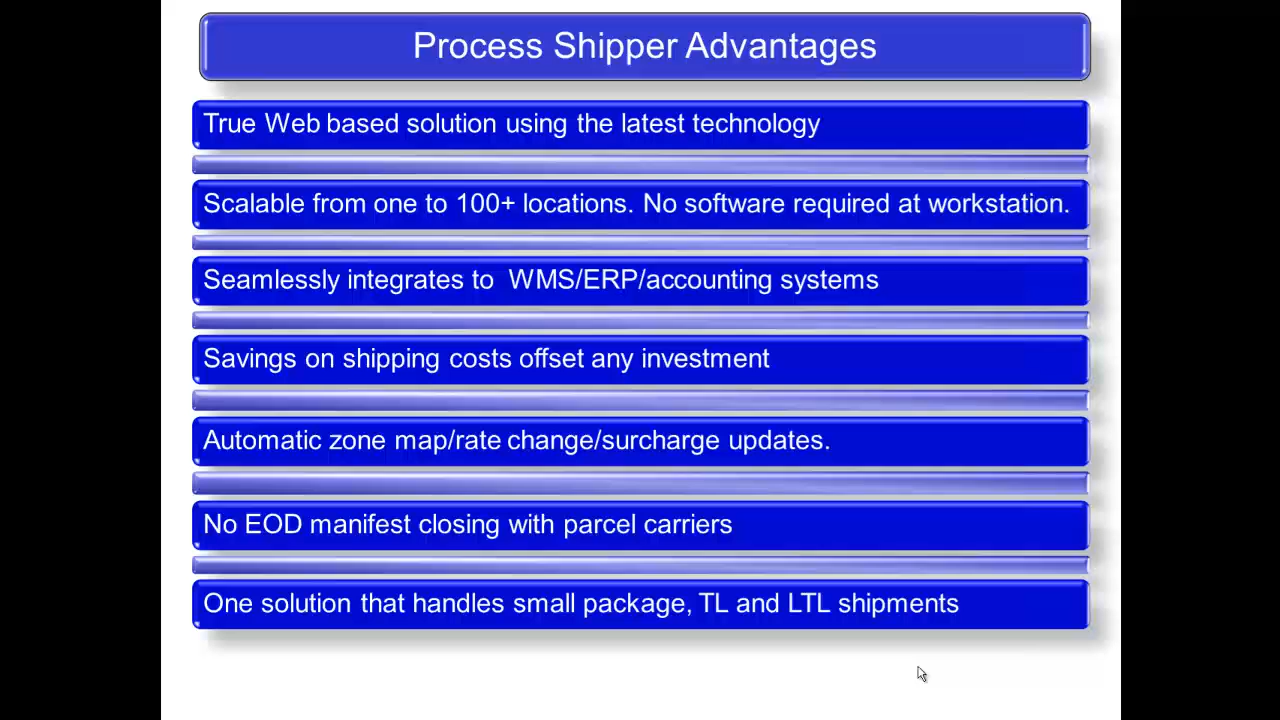 Process Shipper Advantages
True Web based solution using the latest technology
Scalable from one to 100+ locations. No software required at workstation.
Seamlessly integrates to  WMS/ERP/accounting systems
Savings on shipping costs offset any investment
Automatic zone map/rate change/surcharge updates.
No EOD manifest closing with parcel carriers
One solution that handles small package, TL and LTL shipments